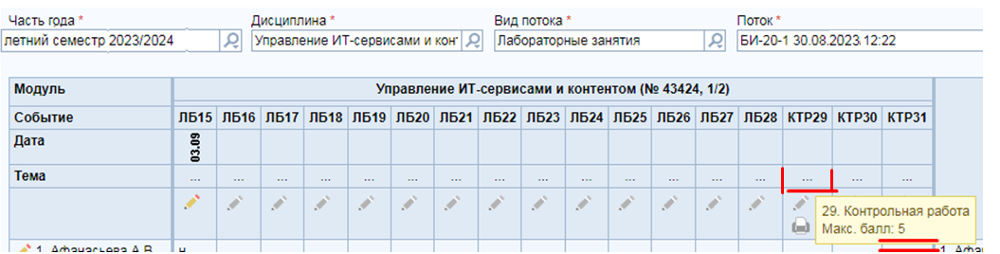 Часть года * Дисциплина * Вид потока * Поток *
летний семестр 2023/2024 Управление ИТ-сервисами и конт Лабораторные занятия БИ-20-1 30.08.2023 12:22
Модуль Управление ИТ-сервисами и контентом (№ 43424, 1/2)
Событие ЛБ15 ЛБ16 ЛБ17 ЛБ18 ЛБ19 ЛБ20 ЛБ21 ЛБ22 ЛБ23 ЛБ24 ЛБ25 ЛБ26 ЛБ27 ЛБ28 КТР29 КТР30 КТР31
Дата 03.09
Тема ... ... ... ... ... ... ... ... ... ... ... ... ... ... ... ... ...
29. Контрольная работа
Макс. балл: 5
1. Афанасьева А.В. н 1. Афа